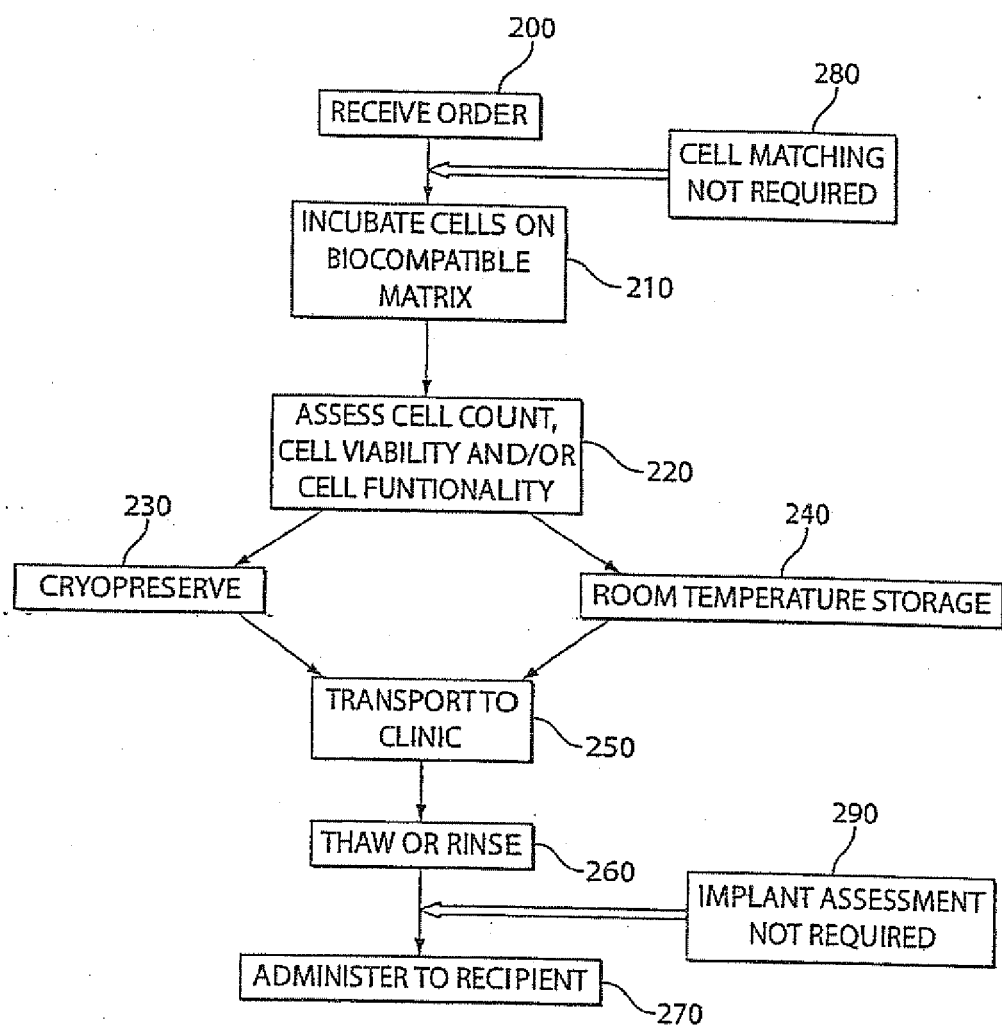 200
RECEIVE ORDER
280
CELL MATCHING
NOT REQUIRED
INCUBATE CELLS ON
BIOCOMPATIBLE
MATRIX
210
ASSESS CELL COUNT,
CELL VIABILITY AND/OR
CELL FUNTIONALITY
220
230
CRYOPRESERVE
240
ROOM TEMPERATURE STORAGE
TRANSPORT TO
CLINIC
250
THAW OR RINSE
260
290
IMPLANT ASSESSMENT
NOT REQUIRED
ADMINISTER TO RECIPIENT
270